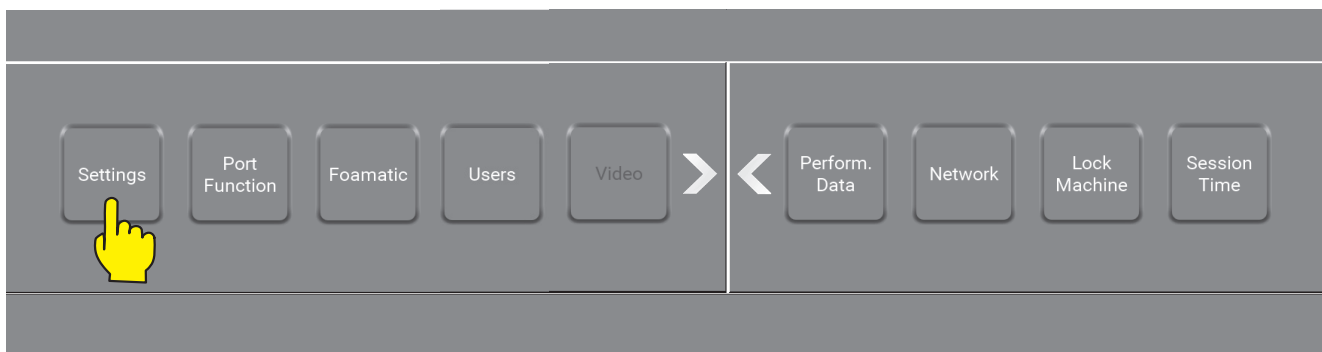 Settings
Port
Function
Foamatic
Users
Video
Perform.
Data
Network
Lock
Machine
Session
Time